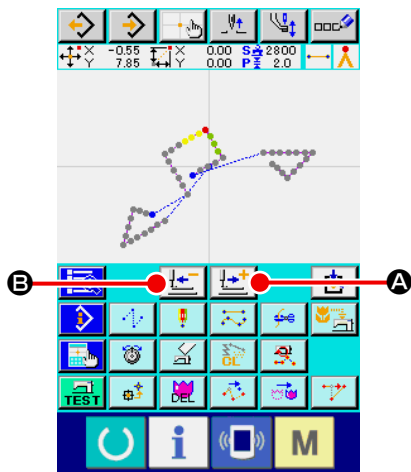 X -0.55 X 0.00 S 2800
Y 7.85 Y 0.00 P 2.0
B
A
i
CL
TEST
DEL
i
M